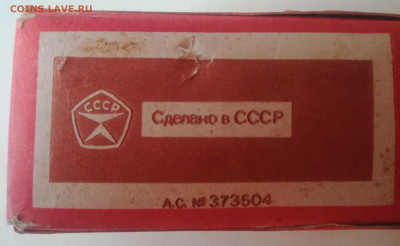 COINS.LAVE.RU
СССР
Сделано в СССР
А.С. № 373504